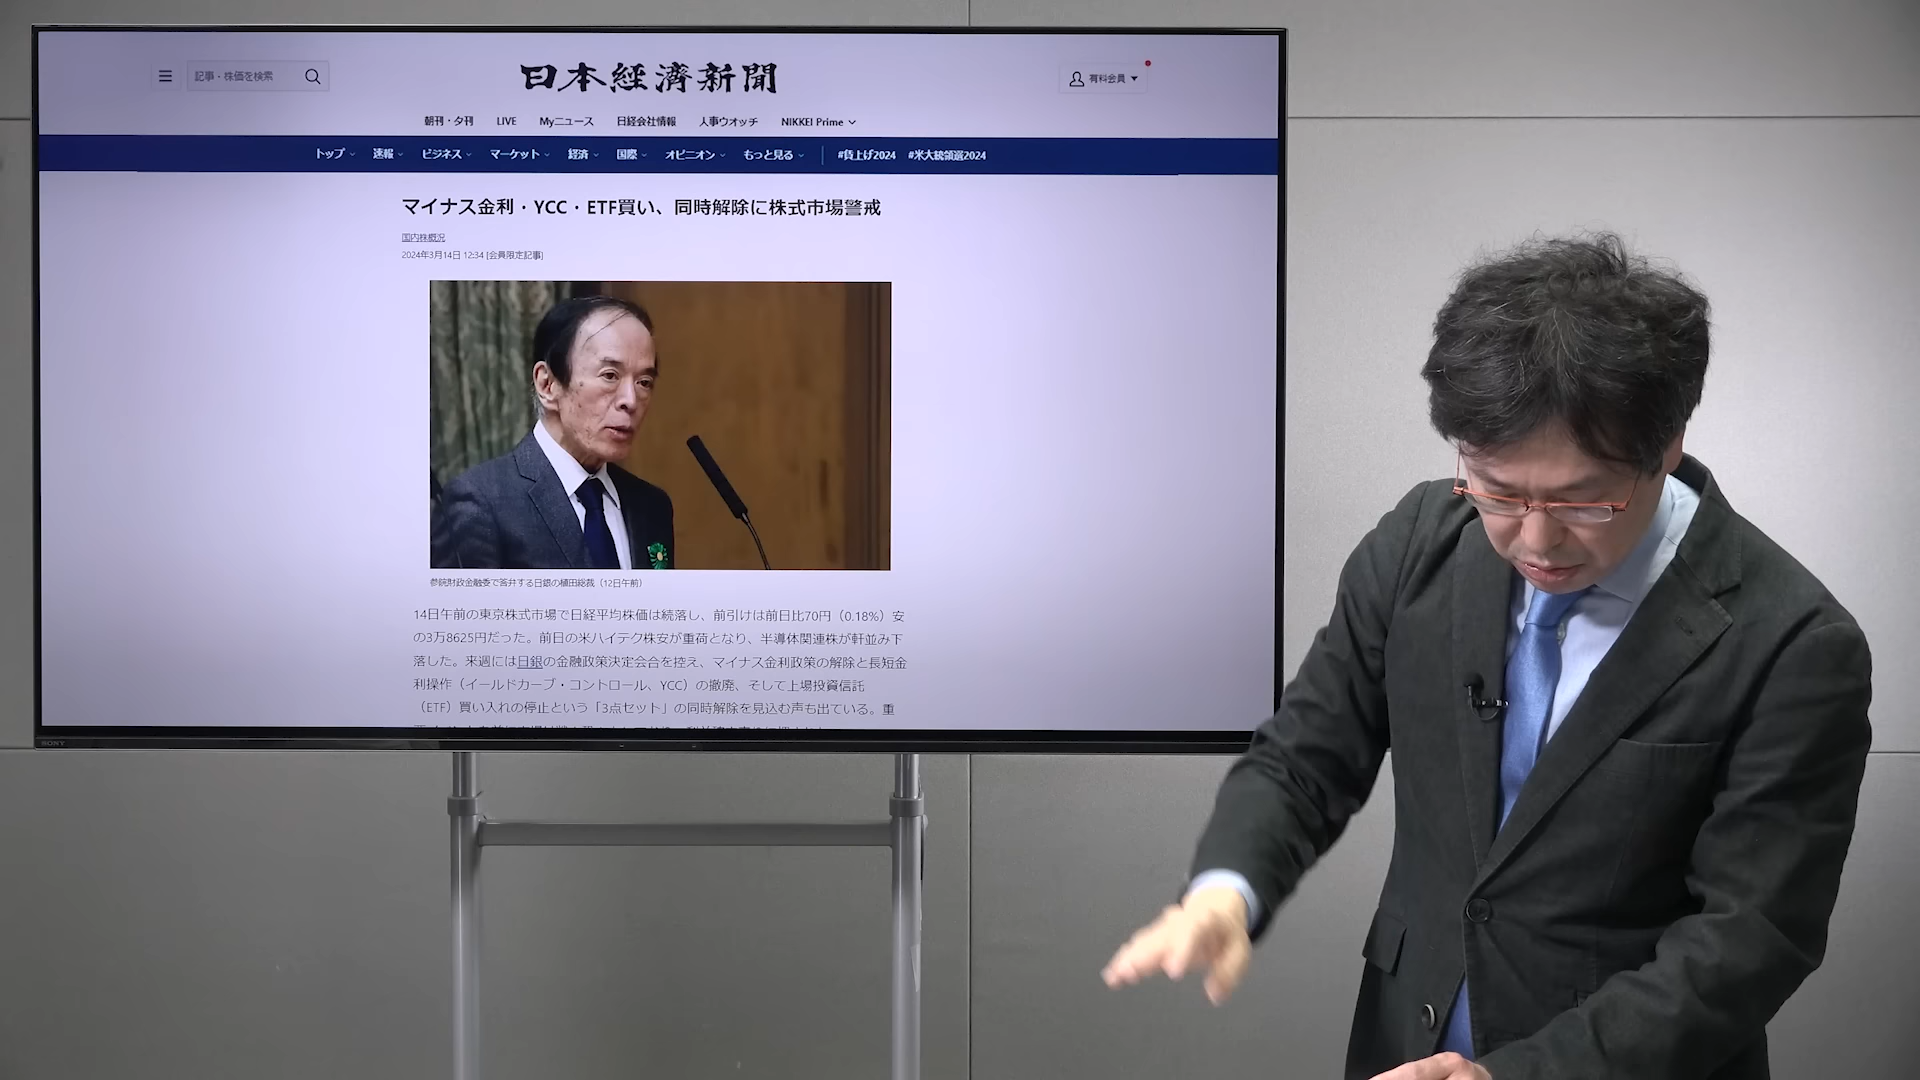 記事・株価を検索
日本経済新聞
有料会員
朝刊・夕刊 LIVE Myニュース 日経会社情報 人事ウオッチ NIKKEI Prime
トップ 速報 ビジネス マーケット 経済 国際 オピニオン もっと見る #賃上げ2024 #米大統領選2024
マイナス金利・YCC・ETF買い、同時解除に株式市場警戒
国内株概況
2024年3月14日 12:34 [会員限定記事]
参院財政金融委で答弁する日銀の植田総裁（12日午前）
14日午前の東京株式市場で日経平均株価は続落し、前引けは前日比70円（0.18%）安
の3万8625円だった。前日の米ハイテク株安が重荷となり、半導体関連株が軒並み下
落した。来週には日銀の金融政策決定会合を控え、マイナス金利政策の解除と長短金
利操作（イールドカーブ・コントロール、YCC）の撤廃、そして上場投資信託
（ETF）買い入れの停止という「3点セット」の同時解除を見込む声も出ている。重
SONY